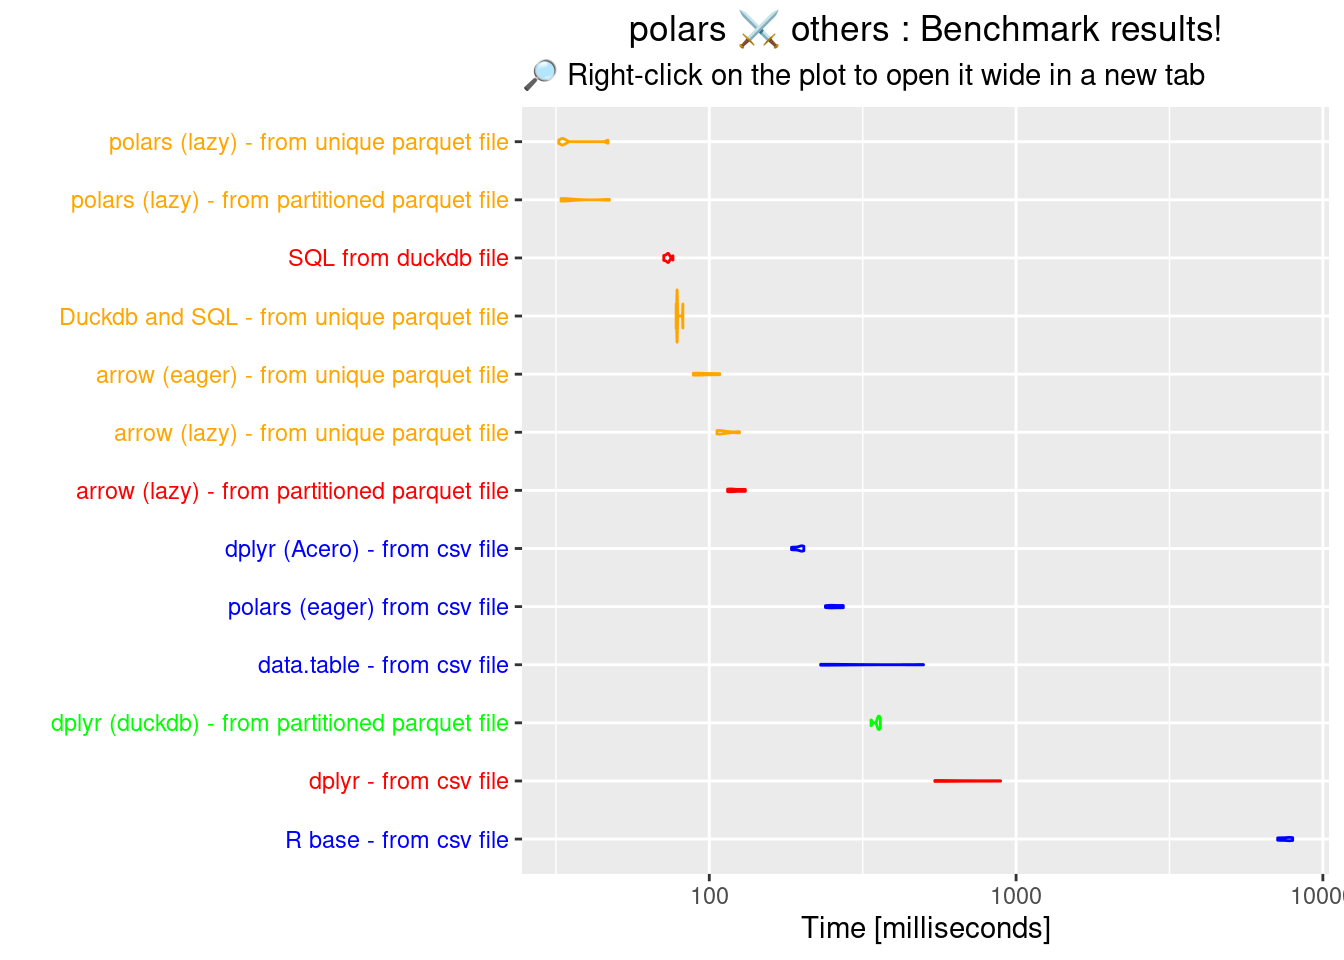 polars ⚔️ others : Benchmark results!
🔎 Right-click on the plot to open it wide in a new tab
polars (lazy) - from unique parquet file
polars (lazy) - from partitioned parquet file
SQL from duckdb file
Duckdb and SQL - from unique parquet file
arrow (eager) - from unique parquet file
arrow (lazy) - from unique parquet file
arrow (lazy) - from partitioned parquet file
dplyr (Acero) - from csv file
polars (eager) from csv file
data.table - from csv file
dplyr (duckdb) - from partitioned parquet file
dplyr - from csv file
R base - from csv file
100 1000 10000
Time [milliseconds]